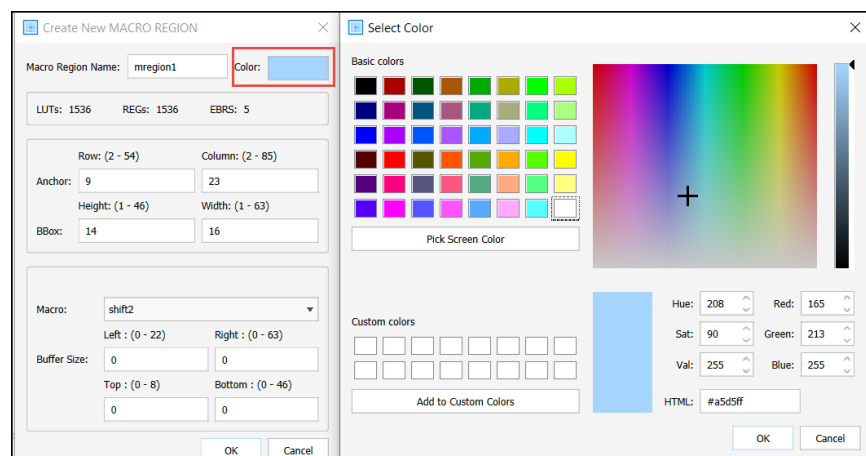 Create New MACRO REGION
Macro Region Name: mregion1 Color:
LUTs: 1536 REGs: 1536 EBRS: 5
Row: (2 - 54) Column: (2 - 85)
Anchor: 9 23
Height: (1 - 46) Width: (1 - 63)
BBox: 14 16
Macro: shift2
Left : (0 - 22) Right : (0 - 63)
Buffer Size: 0 0
Top : (0 - 8) Bottom : (0 - 46)
0 0
OK Cancel
Select Color
Basic colors
Pick Screen Color
Custom colors
Add to Custom Colors
Hue: 208 Red: 165
Sat: 90 Green: 213
Val: 255 Blue: 255
HTML: #a5d5ff
OK Cancel